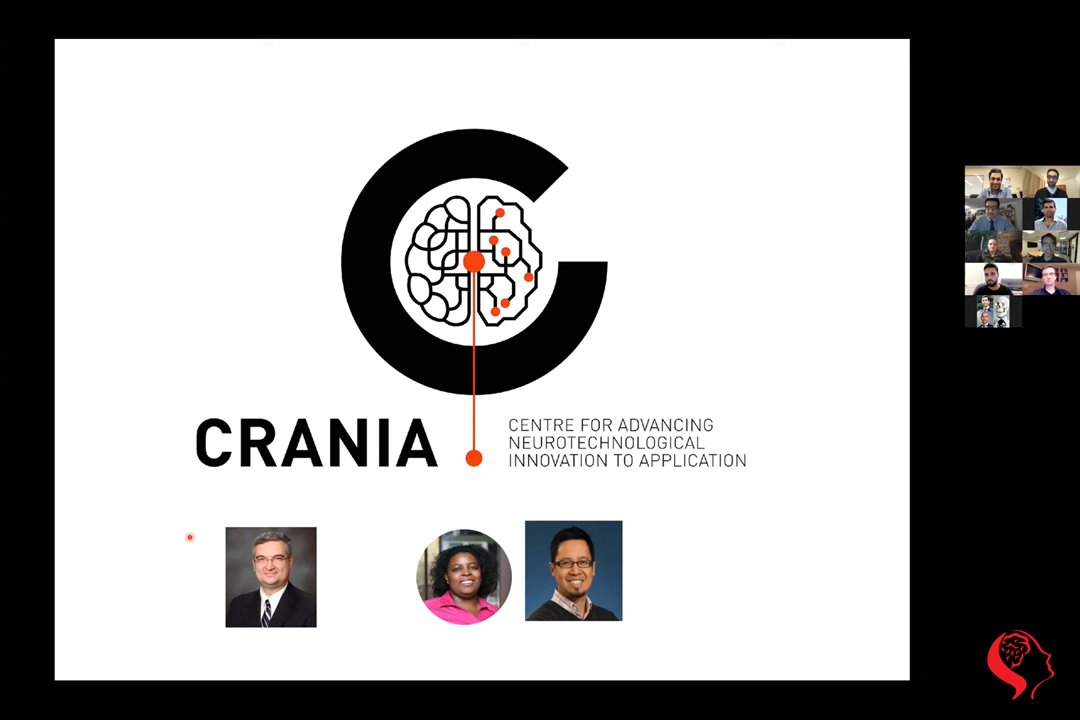 CRANIA
CENTRE FOR ADVANCING
NEUROTECHNOLOGICAL
INNOVATION TO APPLICATION